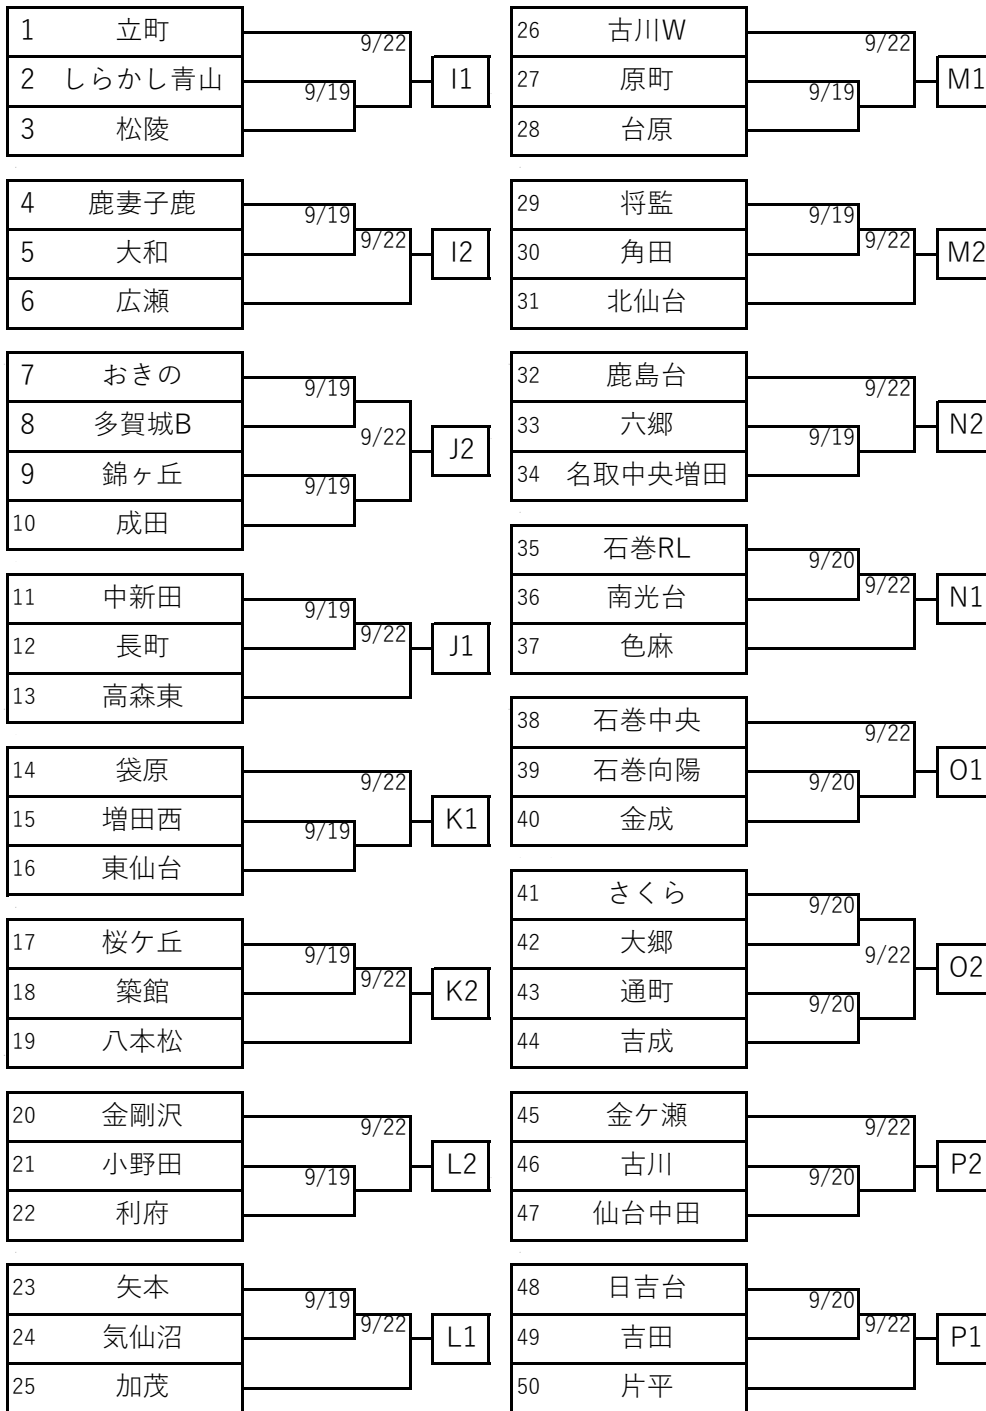 1 立町
9/22
2 しらかし青山
9/19
I1
3 松陵
4 鹿妻子鹿
9/19
5 大和
9/22
I2
6 広瀬
7 おきの
9/19
8 多賀城B
9/22
J2
9 錦ヶ丘
9/19
10 成田
11 中新田
9/19
12 長町
9/22
J1
13 高森東
14 袋原
9/22
15 増田西
9/19
K1
16 東仙台
17 桜ケ丘
9/19
18 築館
9/22
K2
19 八本松
20 金剛沢
9/22
21 小野田
9/19
L2
22 利府
23 矢本
9/19
24 気仙沼
9/22
L1
25 加茂
26 古川W
9/22
27 原町
9/19
M1
28 台原
29 将監
9/19
30 角田
9/22
M2
31 北仙台
32 鹿島台
9/22
33 六郷
9/19
N2
34 名取中央増田
35 石巻RL
9/20
36 南光台
9/22
N1
37 色麻
38 石巻中央
9/22
39 石巻向陽
9/20
O1
40 金成
41 さくら
9/20
42 大郷
9/22
O2
43 通町
9/20
44 吉成
45 金ケ瀬
9/22
46 古川
9/20
P2
47 仙台中田
48 日吉台
9/20
49 吉田
9/22
P1
50 片平